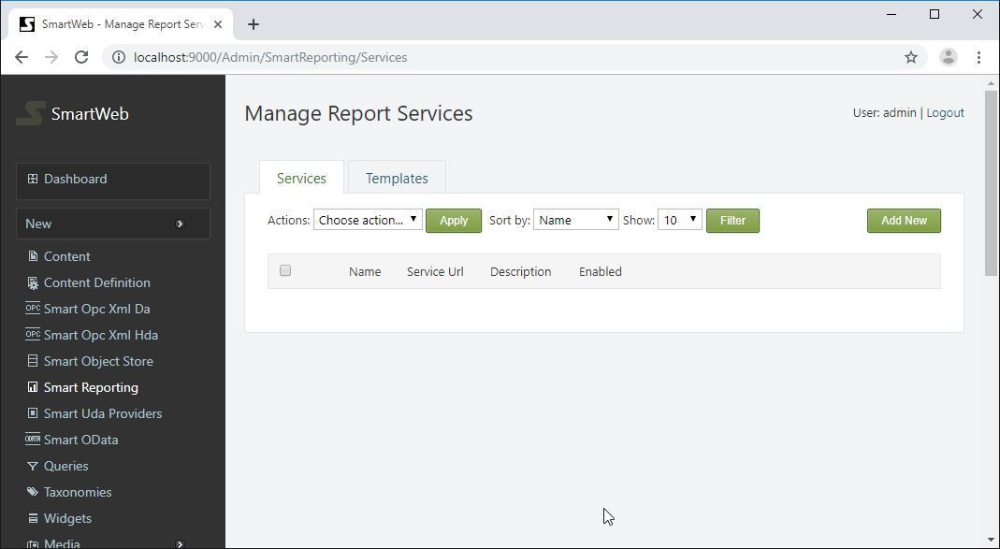 SmartWeb - Manage Report Serv
localhost:9000/Admin/SmartReporting/Services
SmartWeb
Manage Report Services
User: admin | Logout
Dashboard
New
Content
Content Definition
OPC Smart Opc Xml Da
OPC Smart Opc Xml Hda
Smart Object Store
Smart Reporting
Smart Uda Providers
ODATA Smart OData
Queries
Taxonomies
Widgets
Media
Services
Templates
Actions: Choose action... Apply Sort by: Name Show: 10 Filter Add New
Name Service Url Description Enabled